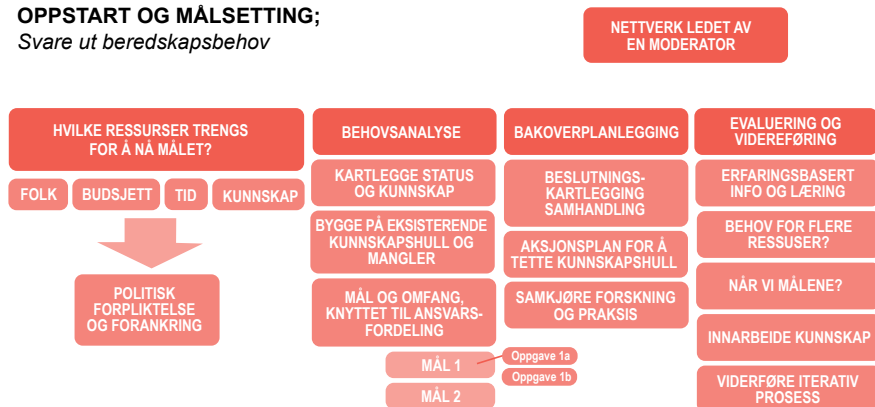 OPPSTART OG MÅLSETTING;
Svare ut beredskapsbehov
NETTVERK LEDET AV
EN MODERATOR
HVILKE RESSURSER TRENGS
FOR Å NÅ MÅLET?
FOLK
BUDSJETT
TID
KUNNSKAP
POLITISK
FORPLIKTELSE
OG FORANKRING
BEHOVSANALYSE
KARTLEGGE STATUS
OG KUNNSKAP
BYGGE PÅ EKSISTERENDE
KUNNSKAPSHULL OG
MANGLER
MÅL OG OMFANG,
KNYTTET TIL ANSVARS-
FORDELING
MÅL 1
Oppgave 1a
Oppgave 1b
MÅL 2
BAKOVERPLANLEGGING
BESLUTNINGS-
KARTLEGGING
SAMHANDLING
AKSJONSPLAN FOR Å
TETTE KUNNSKAPSHULL
SAMKJØRE FORSKNING
OG PRAKSIS
EVALUERING OG
VIDEREFØRING
ERFARINGSBASERT
INFO OG LÆRING
BEHOV FOR FLERE
RESSUSER?
NÅR VI MÅLENE?
INNARBEIDE KUNNSKAP
VIDERFØRE ITERATIV
PROSESS